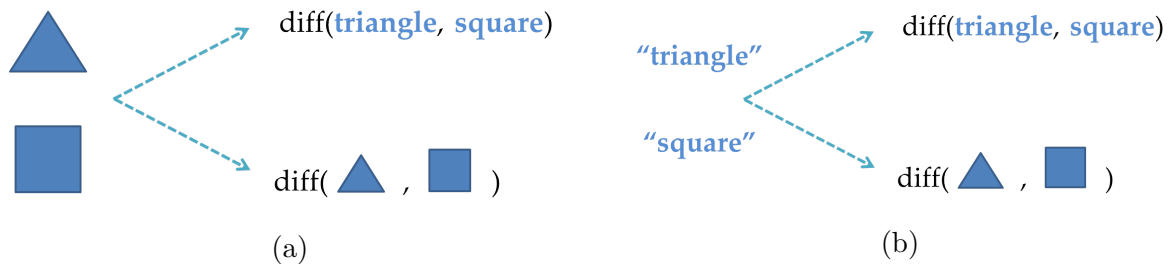 diff(triangle, square)
diff( , )
(a)
“triangle”
“square”
diff(triangle, square)
diff( , )
(b)